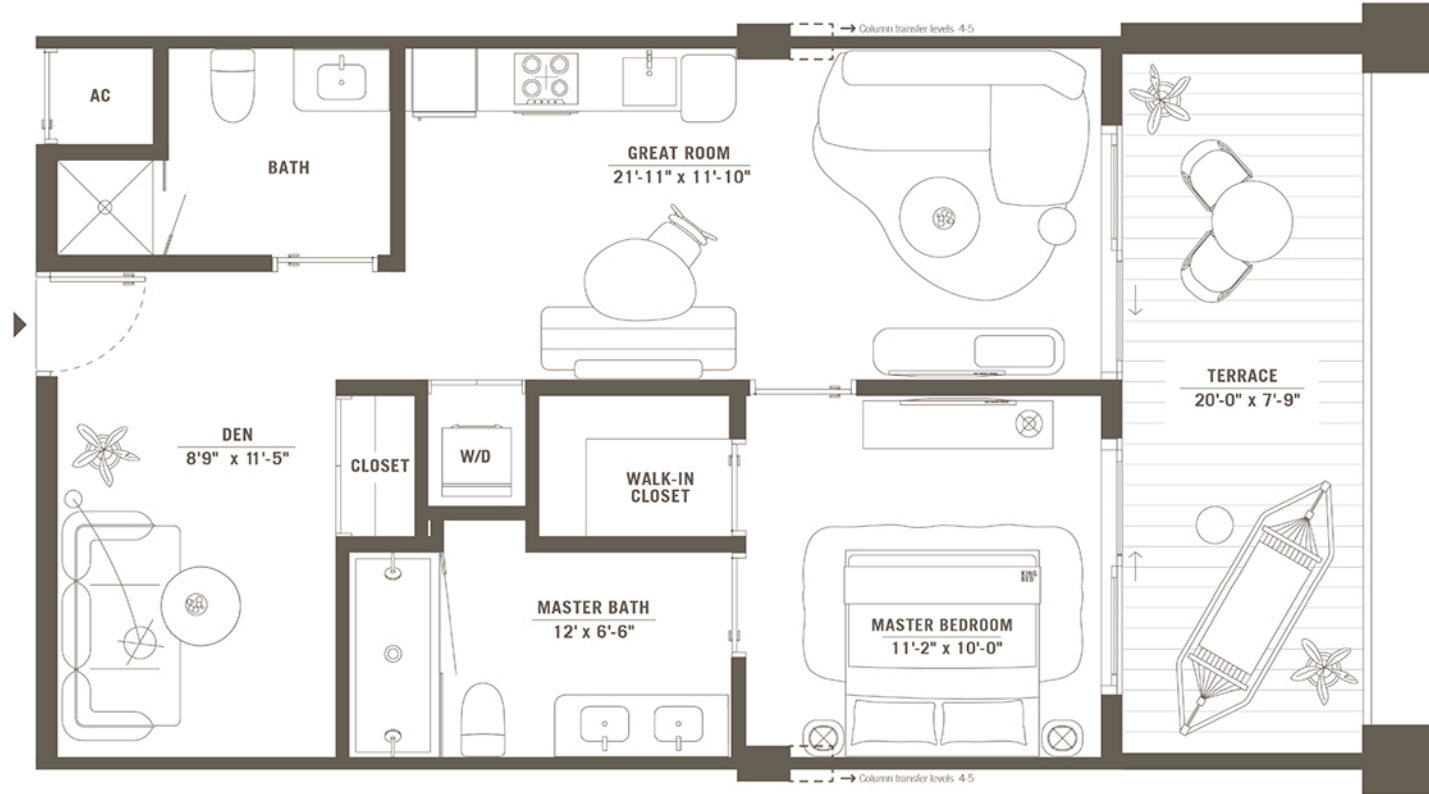 → Column transfer levels 4-5
AC
BATH
GREAT ROOM
21'-11" x 11'-10"
TERRACE
20'-0" x 7'-9"
DEN
8'9" x 11'-5"
CLOSET
W/D
WALK-IN
CLOSET
KING
BED
MASTER BATH
12' x 6'-6"
MASTER BEDROOM
11'-2" x 10'-0"
→ Column transfer levels 4-5